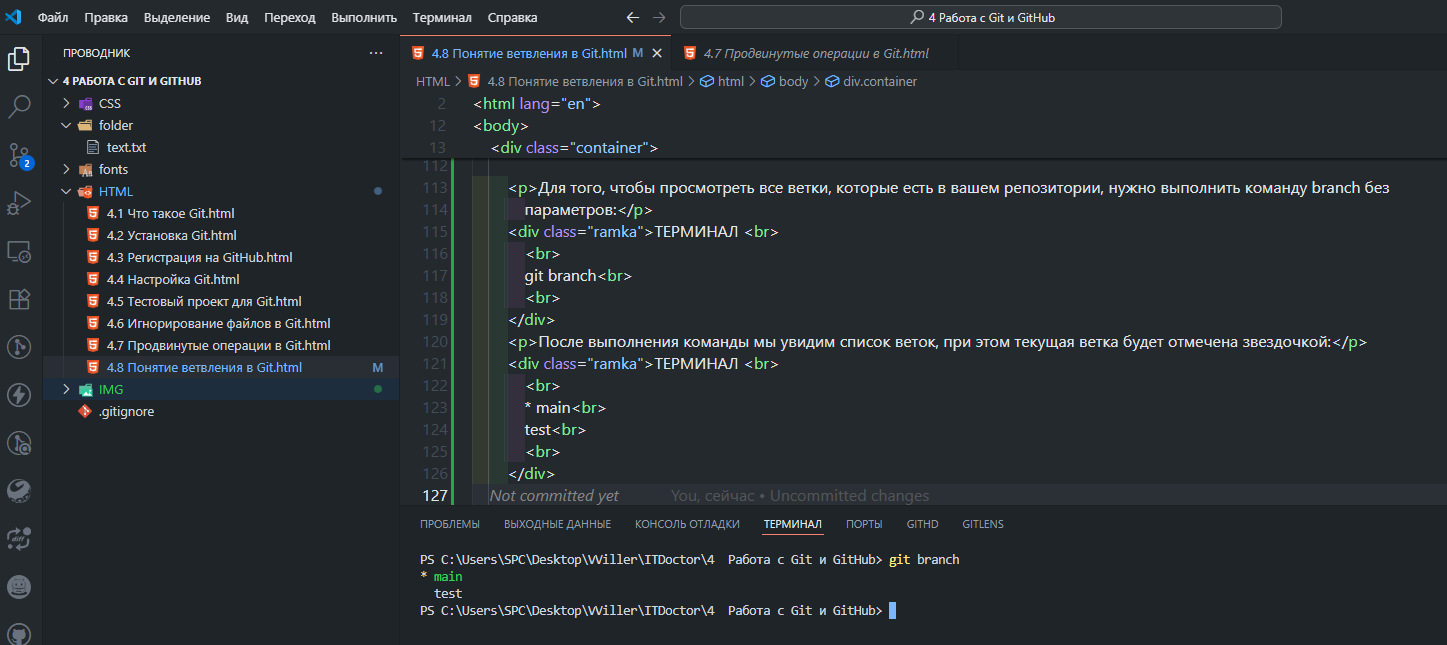 Файл Правка Выделение Вид Переход Выполнить Терминал Справка
4 Работа с Git и GitHub
ПРОВОДНИК
4 РАБОТА С GIT И GITHUB
CSS
folder
text.txt
fonts
HTML
4.1 Что такое Git.html
4.2 Установка Git.html
4.3 Регистрация на GitHub.html
4.4 Настройка Git.html
4.5 Тестовый проект для Git.html
4.6 Игнорирование файлов в Git.html
4.7 Продвинутые операции в Git.html
4.8 Понятие ветвления в Git.html M
IMG
.gitignore
2
4.8 Понятие ветвления в Git.html M
4.7 Продвинутые операции в Git.html
HTML > 4.8 Понятие ветвления в Git.html > html > body > div.container
2 <html lang="en">
12 <body>
13 <div class="container">
112
113 <p>Для того, чтобы просмотреть все ветки, которые есть в вашем репозитории, нужно выполнить команду branch без
114 параметров:</p>
115 <div class="ramka">ТЕРМИНАЛ <br>
116 <br>
117 git branch<br>
118 <br>
119 </div>
120 <p>После выполнения команды мы увидим список веток, при этом текущая ветка будет отмечена звездочкой:</p>
121 <div class="ramka">ТЕРМИНАЛ <br>
122 <br>
123 * main<br>
124 test<br>
125 <br>
126 </div>
127 Not committed yet You, сейчас • Uncommitted changes
ПРОБЛЕМЫ ВЫХОДНЫЕ ДАННЫЕ КОНСОЛЬ ОТЛАДКИ ТЕРМИНАЛ ПОРТЫ GITHD GITLENS
PS C:\Users\SPC\Desktop\VViller\ITDoctor\4  Работа с Git и GitHub> git branch
* main
  test
PS C:\Users\SPC\Desktop\VViller\ITDoctor\4  Работа с Git и GitHub>